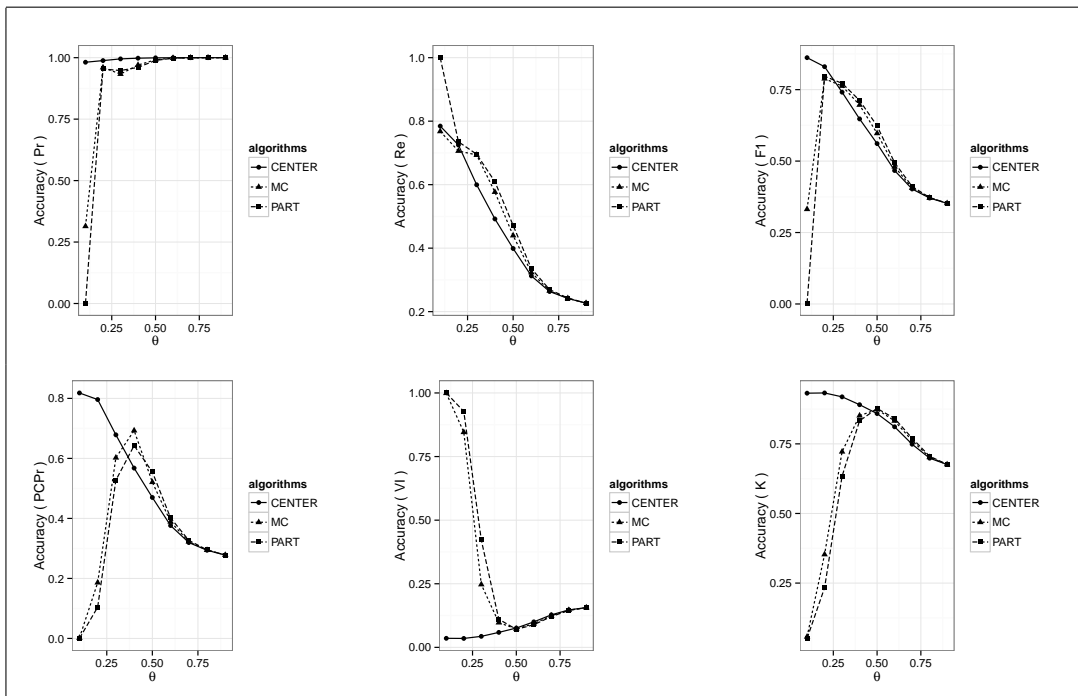 Accuracy ( Pr )
1.00
0.75
0.50
0.25
0.00
0.25 0.50 0.75
θ
algorithms
CENTER
MC
PART
Accuracy ( Re )
1.0
0.8
0.6
0.4
0.2
0.25 0.50 0.75
θ
algorithms
CENTER
MC
PART
Accuracy ( F1 )
0.75
0.50
0.25
0.00
0.25 0.50 0.75
θ
algorithms
CENTER
MC
PART
Accuracy ( PCPr )
0.8
0.6
0.4
0.2
0.0
0.25 0.50 0.75
θ
algorithms
CENTER
MC
PART
Accuracy ( VI )
1.00
0.75
0.50
0.25
0.00
0.25 0.50 0.75
θ
algorithms
CENTER
MC
PART
Accuracy ( K )
0.75
0.50
0.25
0.25 0.50 0.75
θ
algorithms
CENTER
MC
PART